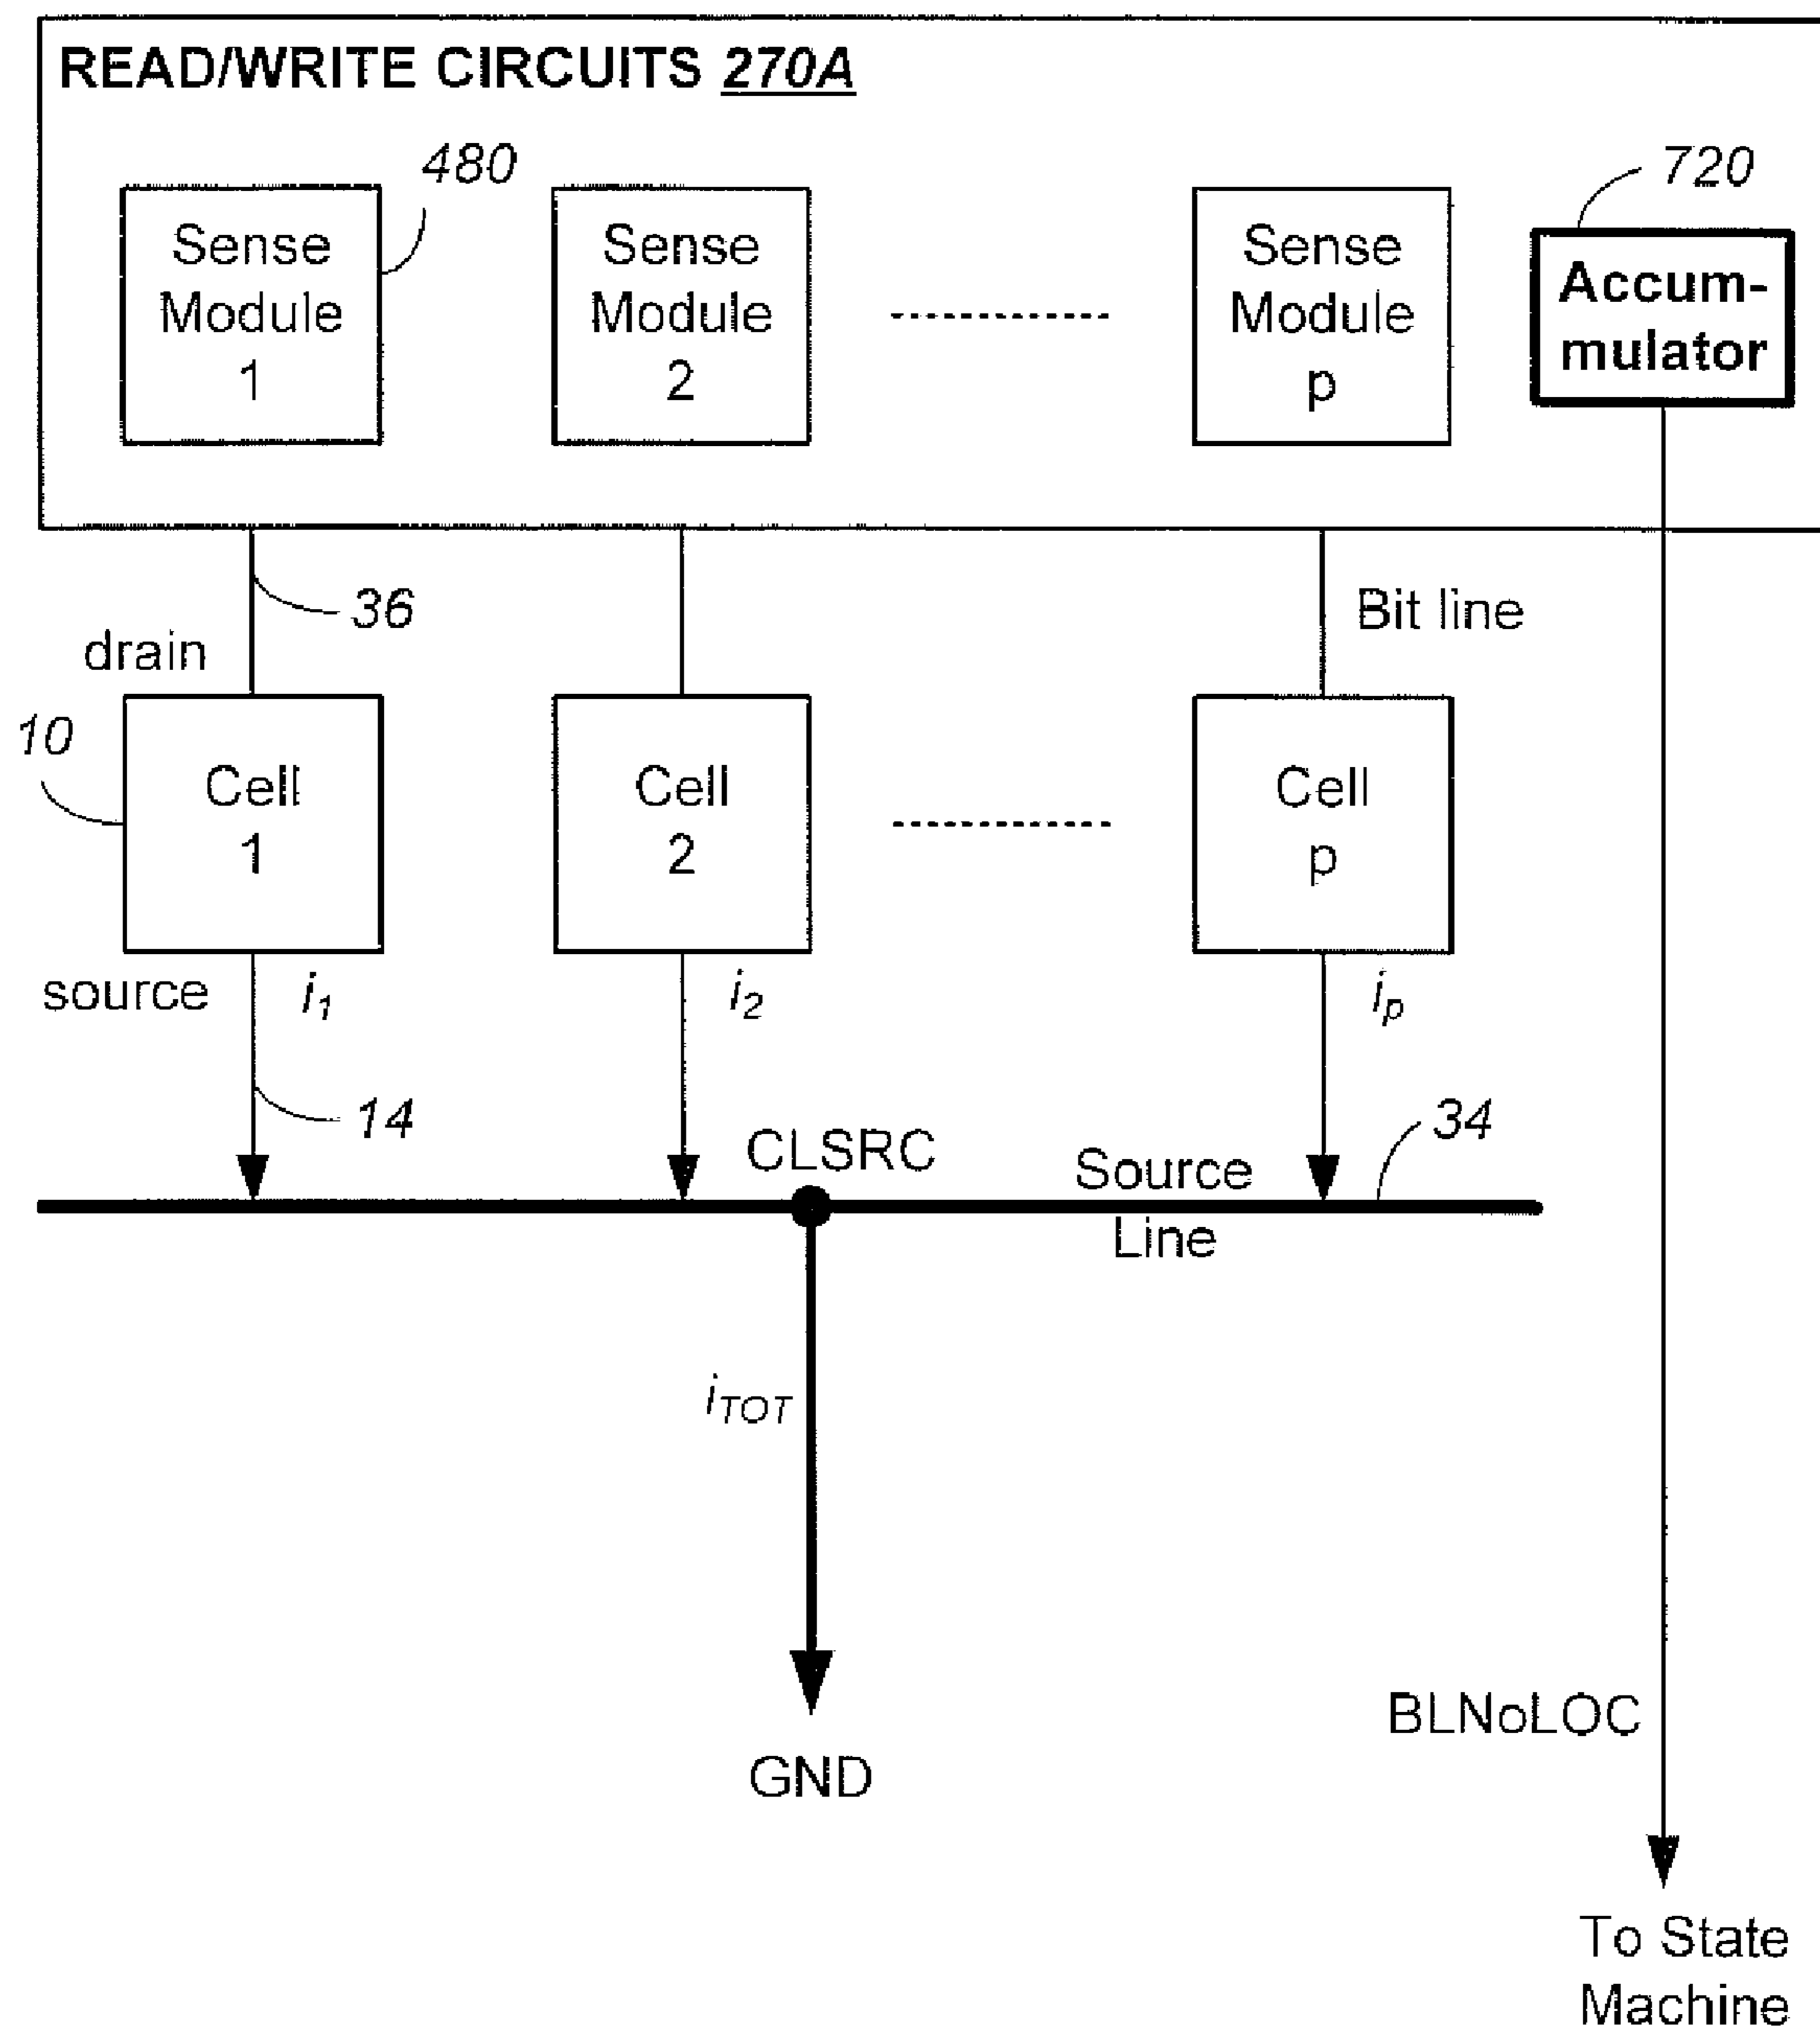 READ/WRITE CIRCUITS 270A
480
720
Sense
Module
1
Sense
Module
2
Sense
Module
p
Accum-
mulator
36
Bit line
drain
10
Cell
1
Cell
2
Cell
p
source
i1
i2
ip
14
CLSRC
Source
Line
34
iTOT
GND
BLNoLOC
To State
Machine